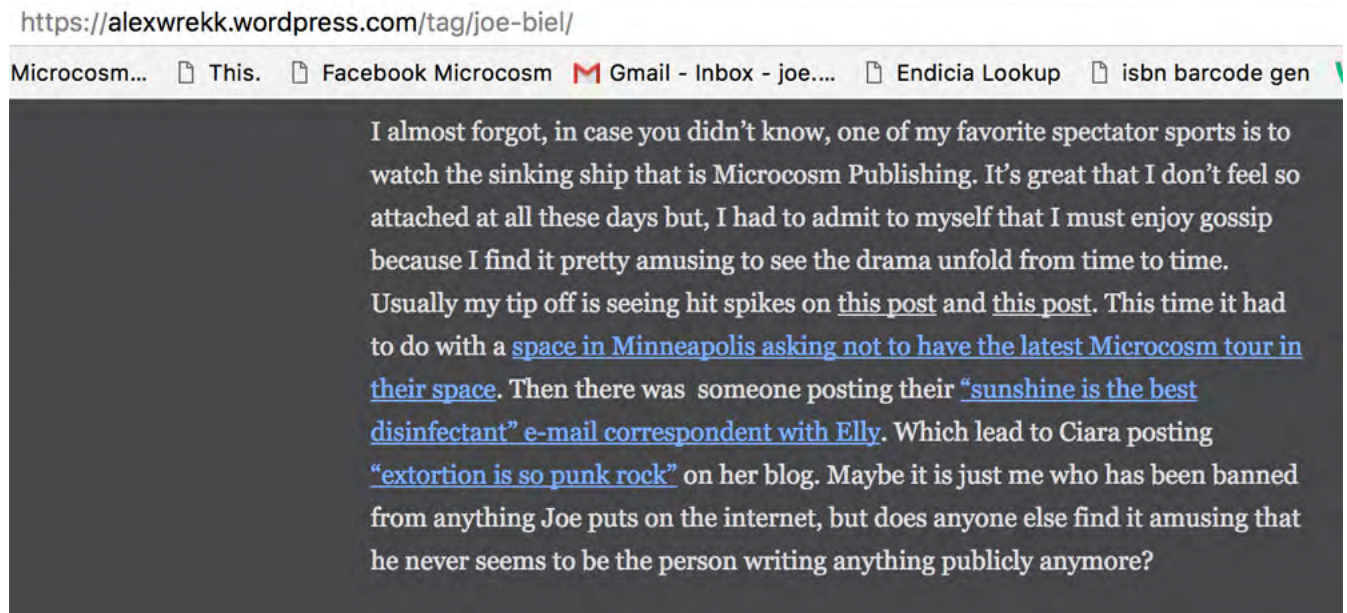 https://alexwrekk.wordpress.com/tag/joe-biel/
Microcosm... This. Facebook Microcosm Gmail - Inbox - joe.... Endicia Lookup isbn barcode gen
I almost forgot, in case you didn’t know, one of my favorite spectator sports is to
watch the sinking ship that is Microcosm Publishing. It’s great that I don’t feel so
attached at all these days but, I had to admit to myself that I must enjoy gossip
because I find it pretty amusing to see the drama unfold from time to time.
Usually my tip off is seeing hit spikes on this post and this post. This time it had
to do with a space in Minneapolis asking not to have the latest Microcosm tour in
their space. Then there was someone posting their “sunshine is the best
disinfectant” e-mail correspondent with Elly. Which lead to Ciara posting
“extortion is so punk rock” on her blog. Maybe it is just me who has been banned
from anything Joe puts on the internet, but does anyone else find it amusing that
he never seems to be the person writing anything publicly anymore?